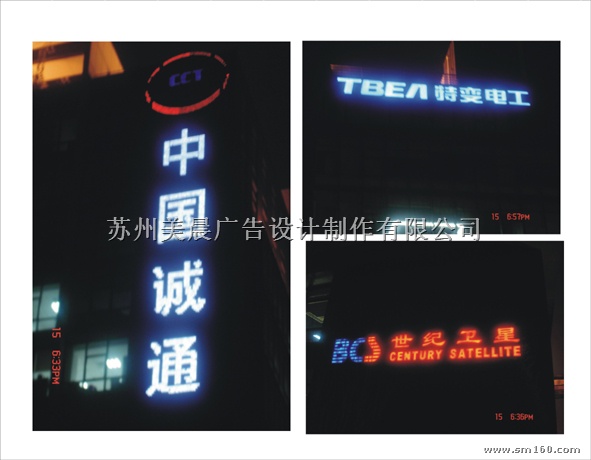 CCT
中
国
诚
通
15 6:33PM
TBEA 特变电工
15 6:57PM
苏州美晨广告设计制作有限公司
BC 世纪卫星
CENTURY SATELLITE
15 6:36PM
www.sm160.com